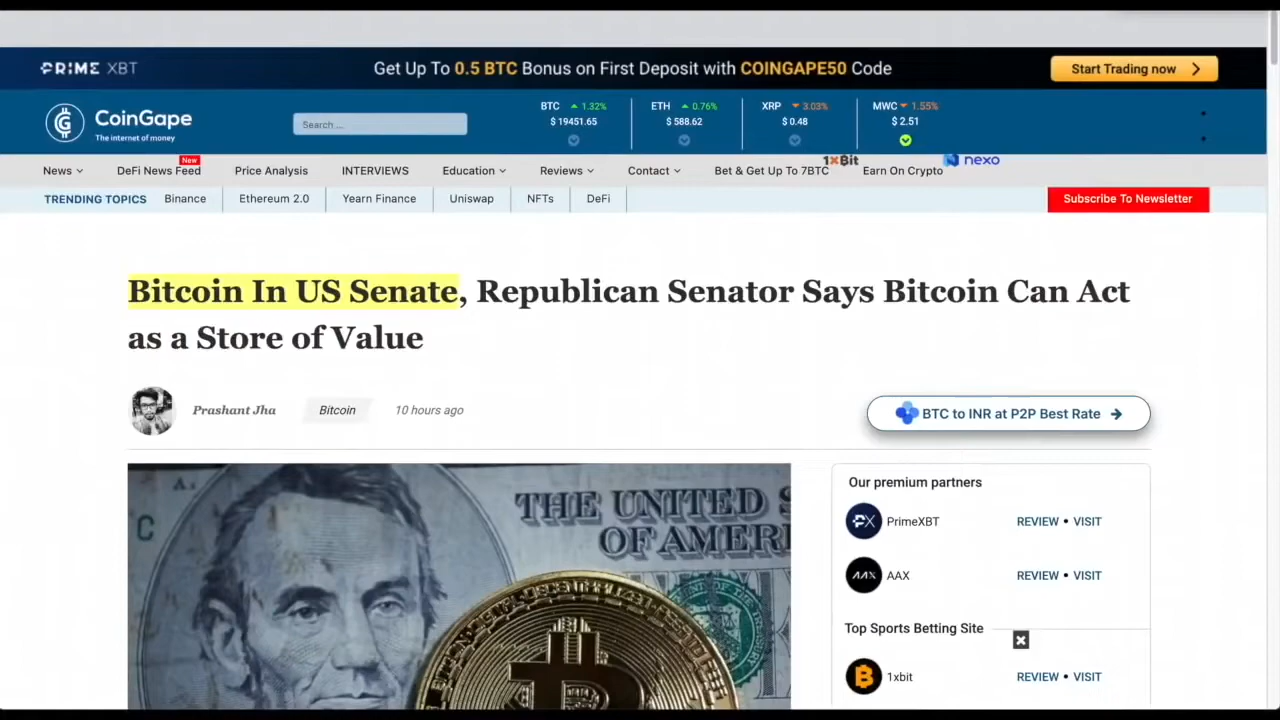 PRIME XBT
Get Up To 0.5 BTC Bonus on First Deposit with COINGAPE50 Code
Start Trading now
CoinGape
The internet of money
Search ...
BTC 1.32%
$ 19451.65
ETH 0.76%
$ 588.62
XRP 3.03%
$ 0.48
MWC 1.55%
$ 2.51
News
DeFi News Feed
New
Price Analysis
INTERVIEWS
Education
Reviews
Contact
Bet & Get Up To 7BTC
1xBit
Earn On Crypto
nexo
TRENDING TOPICS
Binance
Ethereum 2.0
Yearn Finance
Uniswap
NFTs
DeFi
Subscribe To Newsletter
Bitcoin In US Senate, Republican Senator Says Bitcoin Can Act
as a Store of Value
Prashant Jha
Bitcoin
10 hours ago
BTC to INR at P2P Best Rate
THE UNITED S
OF AMERI
C
Our premium partners
PX PrimeXBT REVIEW • VISIT
AAX AAX REVIEW • VISIT
Top Sports Betting Site
1xbit REVIEW • VISIT